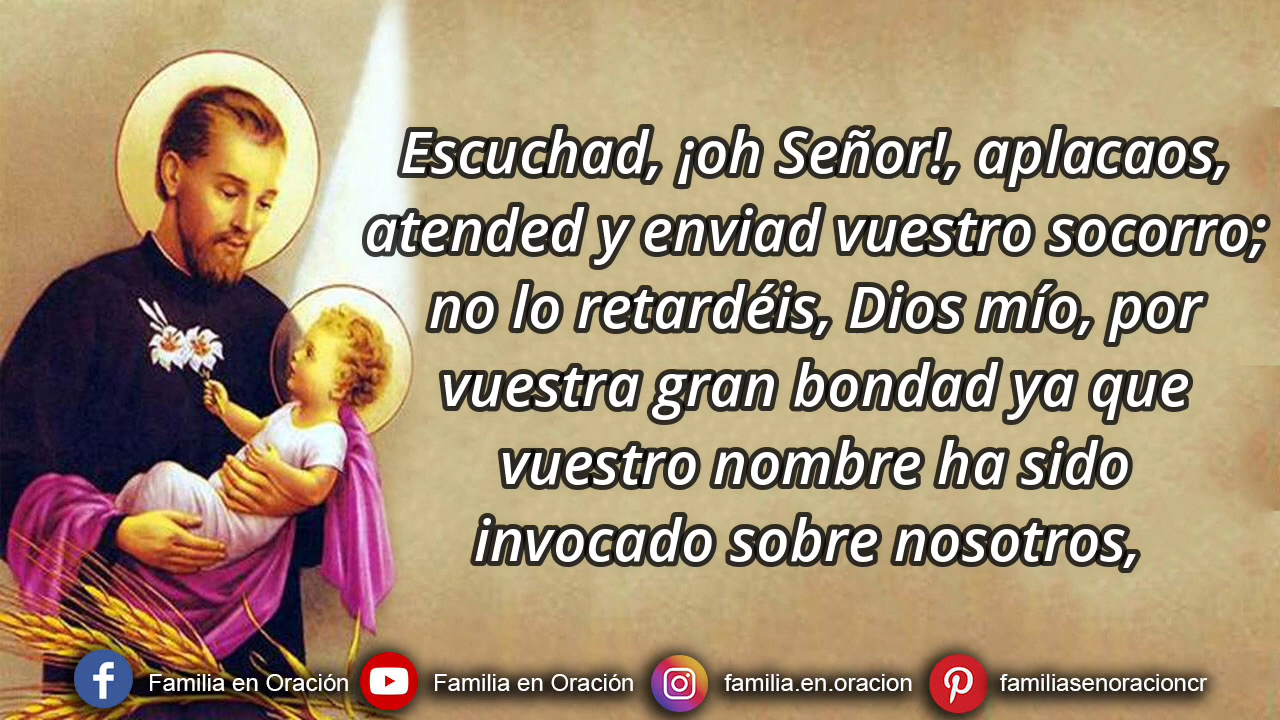 Escuchad, ¡oh Señor!, aplacaos,
atended y enviad vuestro socorro;
no lo retardéis, Dios mío, por
vuestra gran bondad ya que
vuestro nombre ha sido
invocado sobre nosotros,
Familia en Oración
Familia en Oración
familia.en.oracion
familiasenoracioncr